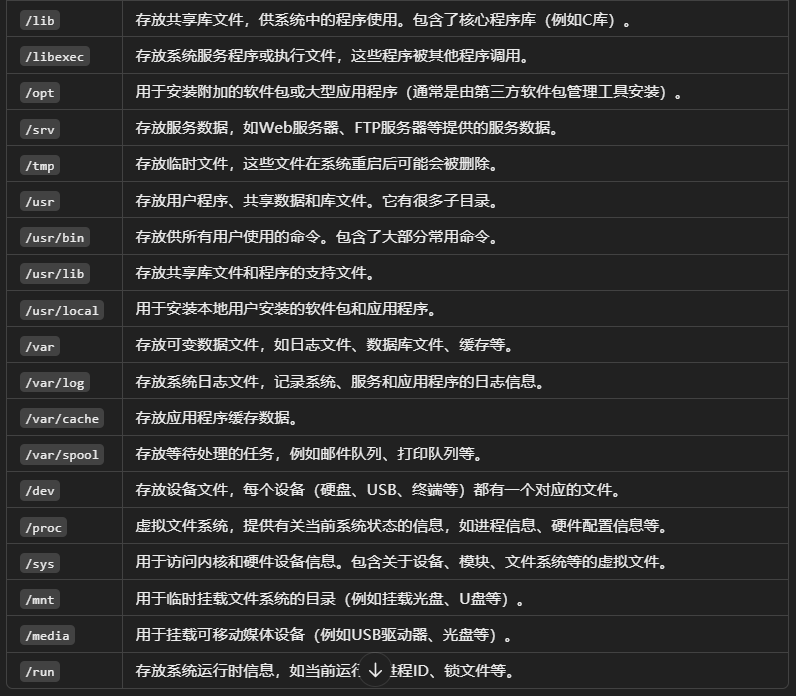 /lib 存放共享库文件，供系统中的程序使用。包含了核心程序库（例如C库）。
/libexec 存放系统服务程序或执行文件，这些程序被其他程序调用。
/opt 用于安装附加的软件包或大型应用程序（通常是由第三方软件包管理工具安装）。
/srv 存放服务数据，如Web服务器、FTP服务器等提供的服务数据。
/tmp 存放临时文件，这些文件在系统重启后可能会被删除。
/usr 存放用户程序、共享数据和库文件。它有很多子目录。
/usr/bin 存放供所有用户使用的命令。包含了大部分常用命令。
/usr/lib 存放共享库文件和程序的支持文件。
/usr/local 用于安装本地用户安装的软件包和应用程序。
/var 存放可变数据文件，如日志文件、数据库文件、缓存等。
/var/log 存放系统日志文件，记录系统、服务和应用程序的日志信息。
/var/cache 存放应用程序缓存数据。
/var/spool 存放等待处理的任务，例如邮件队列、打印队列等。
/dev 存放设备文件，每个设备（硬盘、USB、终端等）都有一个对应的文件。
/proc 虚拟文件系统，提供有关当前系统状态的信息，如进程信息、硬件配置信息等。
/sys 用于访问内核和硬件设备信息。包含关于设备、模块、文件系统等的虚拟文件。
/mnt 用于临时挂载文件系统的目录（例如挂载光盘、U盘等）。
/media 用于挂载可移动媒体设备（例如USB驱动器、光盘等）。
/run 存放系统运行时信息，如当前运行程ID、锁文件等。